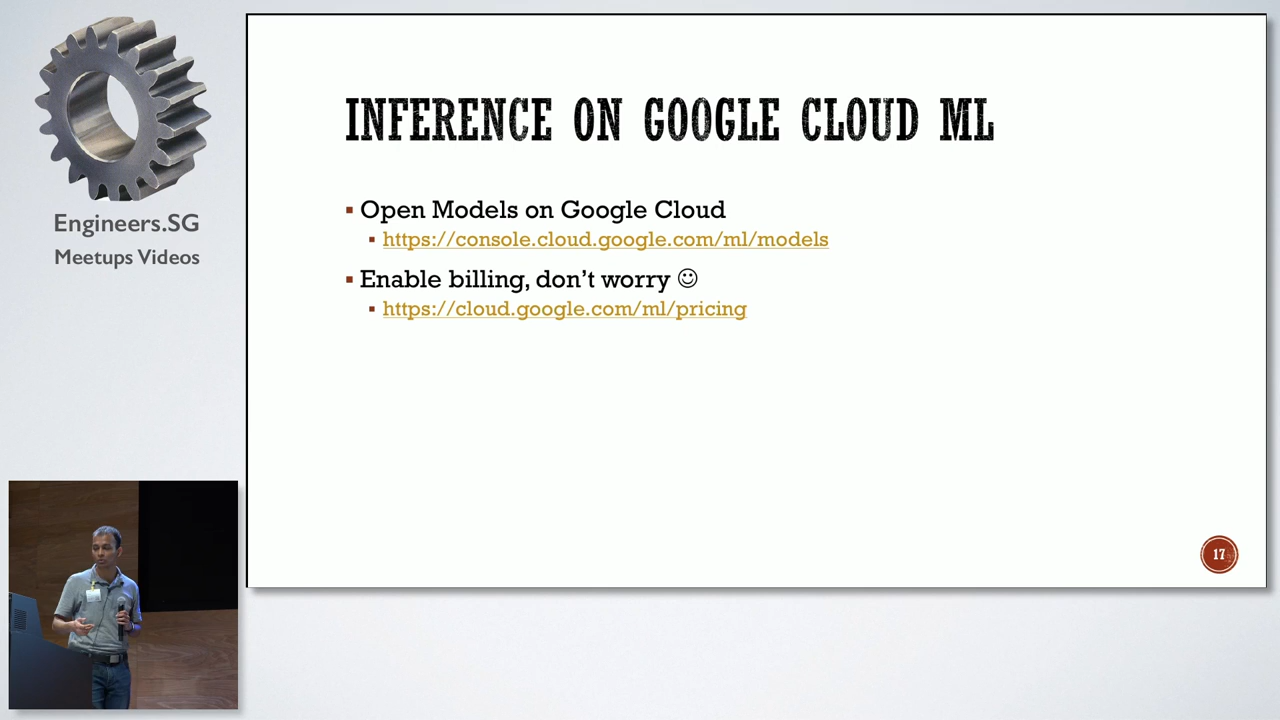 Engineers.SG
Meetups Videos
INFERENCE ON GOOGLE CLOUD ML
▪ Open Models on Google Cloud
▪ https://console.cloud.google.com/ml/models
▪ Enable billing, don’t worry ☺
▪ https://cloud.google.com/ml/pricing
17